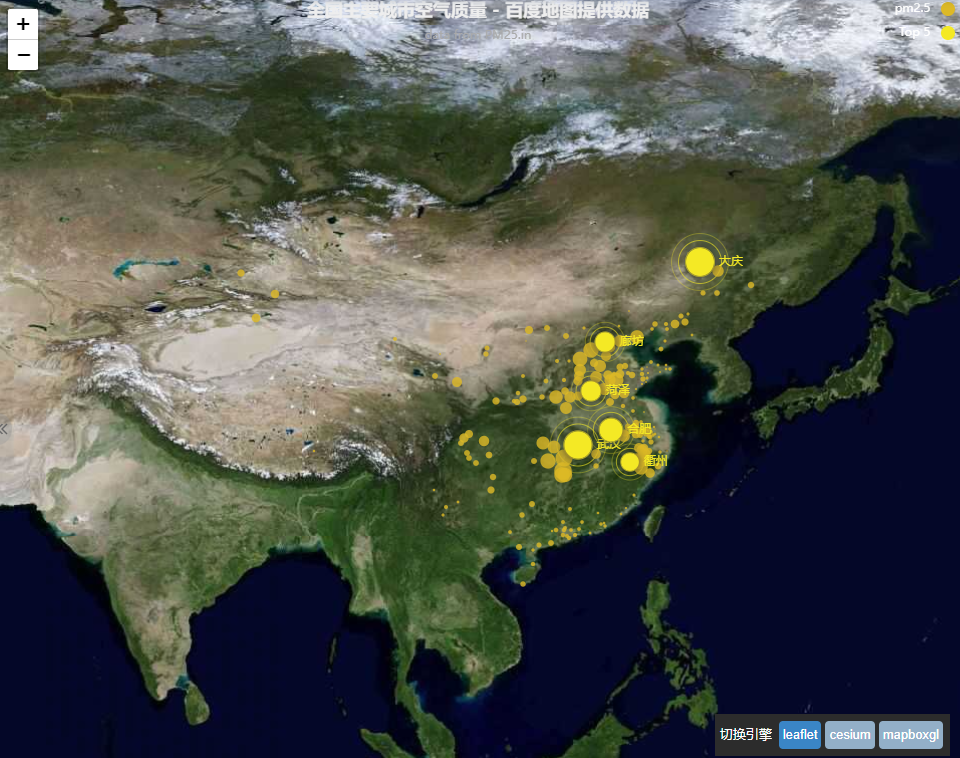 +
全国主要城市空气质量 - 百度地图提供数据
pm2.5
Top 5
−
大庆
廊坊
菏泽
合肥
武汉
衢州
切换引擎 leaflet cesium mapboxgl